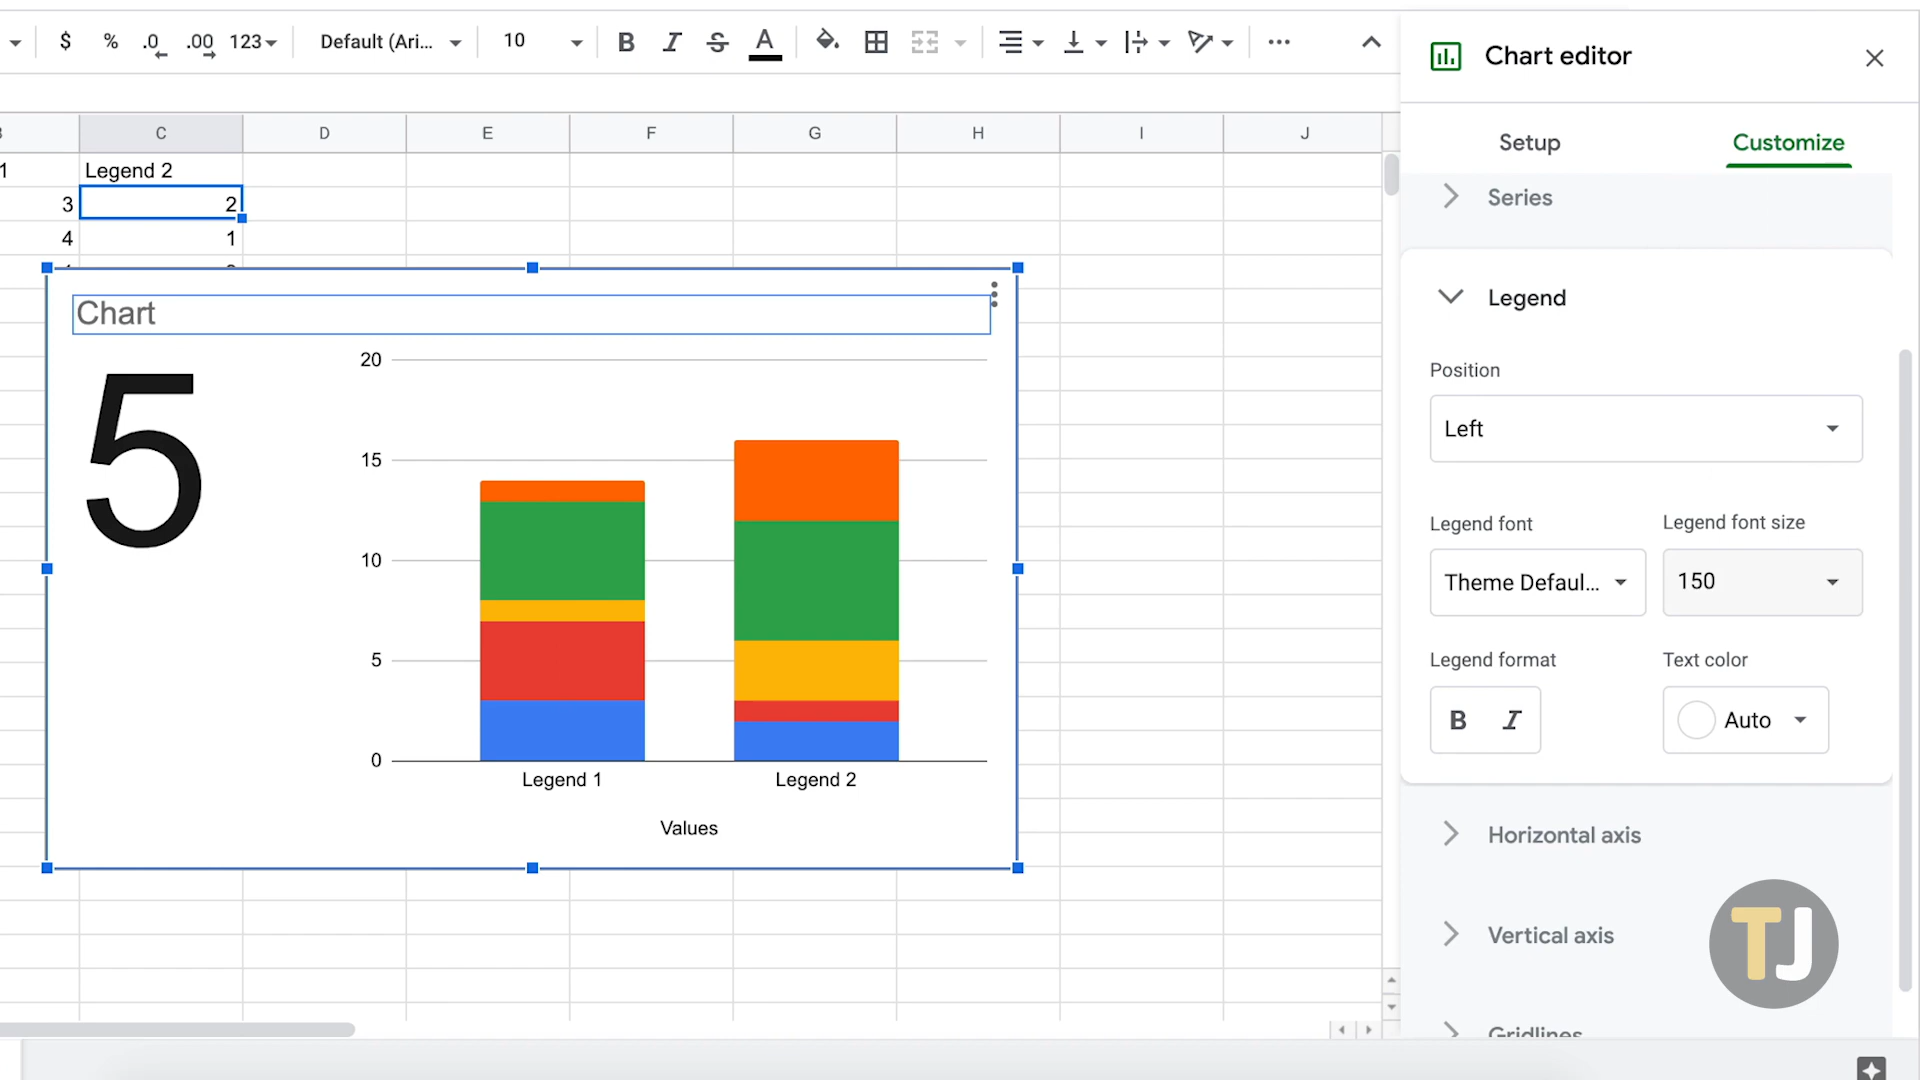 $ % .0 .00 123 Default (Ari... 10 B I S A
Chart editor
Setup Customize
C D E F G H I J
1 Legend 2
3 2
4 1
Series
Legend
Position
Left
Legend font Legend font size
Theme Defaul... 150
Legend format Text color
B I Auto
Horizontal axis
Vertical axis
Gridlines
Chart
5
20
15
10
5
0
Legend 1 Legend 2
Values
TJ